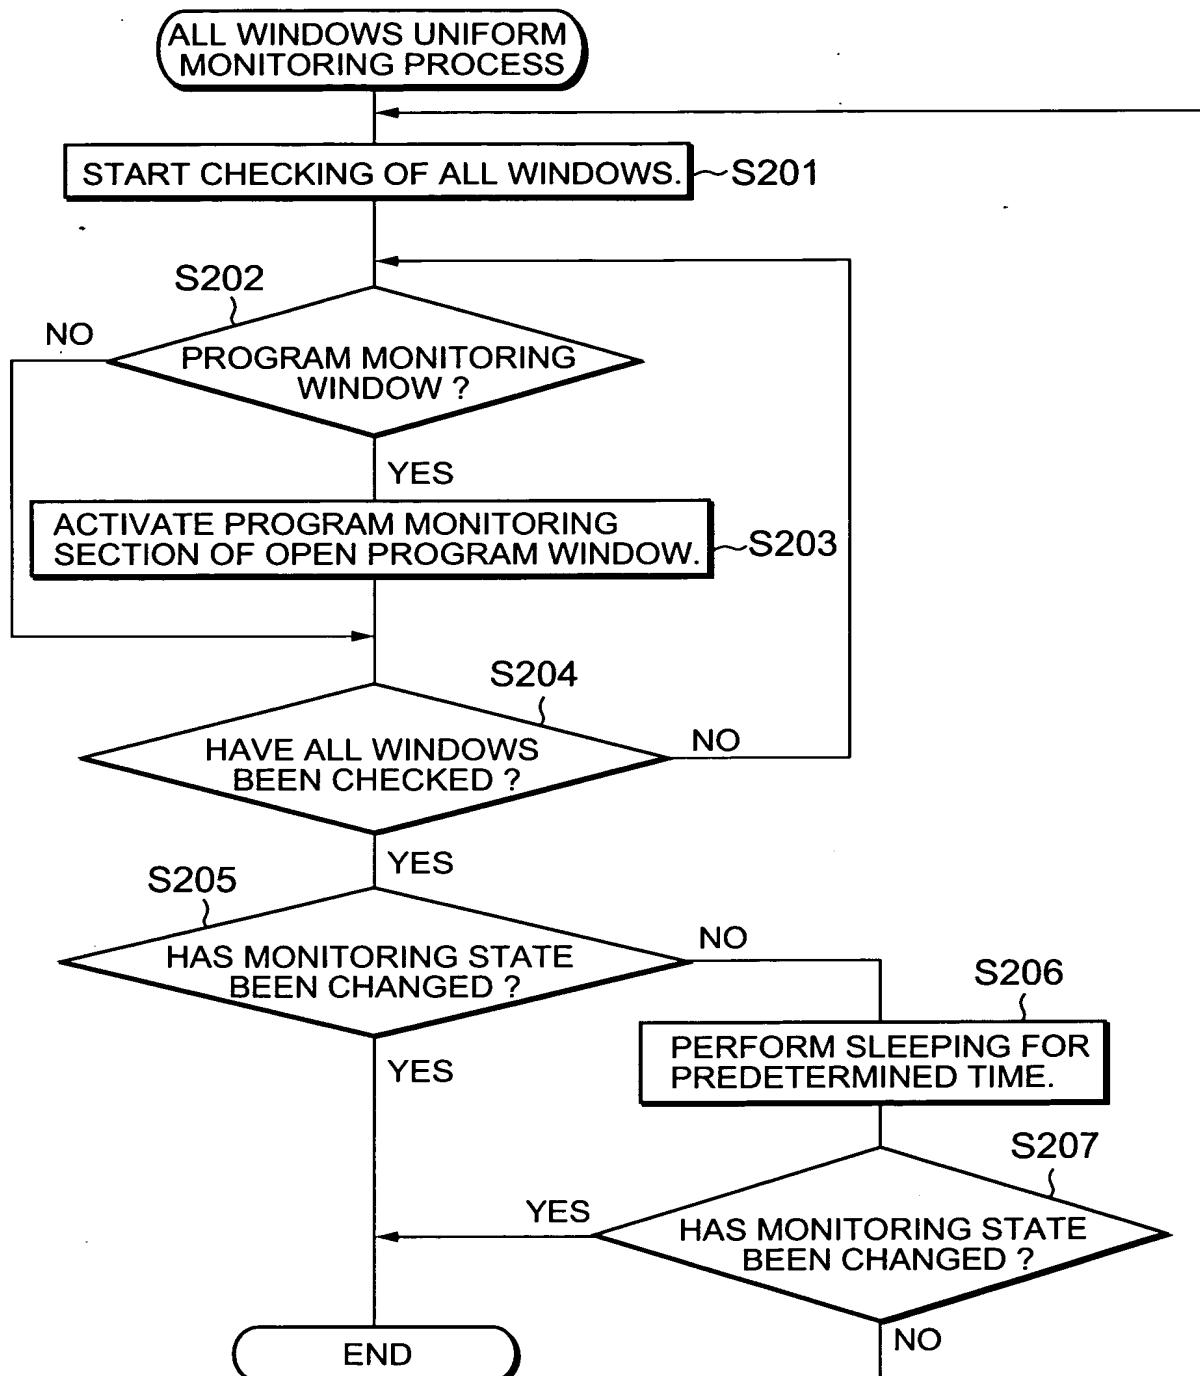 ALL WINDOWS UNIFORM
MONITORING PROCESS
START CHECKING OF ALL WINDOWS.
S201
S202
NO
PROGRAM MONITORING
WINDOW ?
YES
ACTIVATE PROGRAM MONITORING
SECTION OF OPEN PROGRAM WINDOW.
S203
S204
HAVE ALL WINDOWS
BEEN CHECKED ?
NO
YES
S205
HAS MONITORING STATE
BEEN CHANGED ?
NO
YES
S206
PERFORM SLEEPING FOR
PREDETERMINED TIME.
S207
HAS MONITORING STATE
BEEN CHANGED ?
YES
NO
END